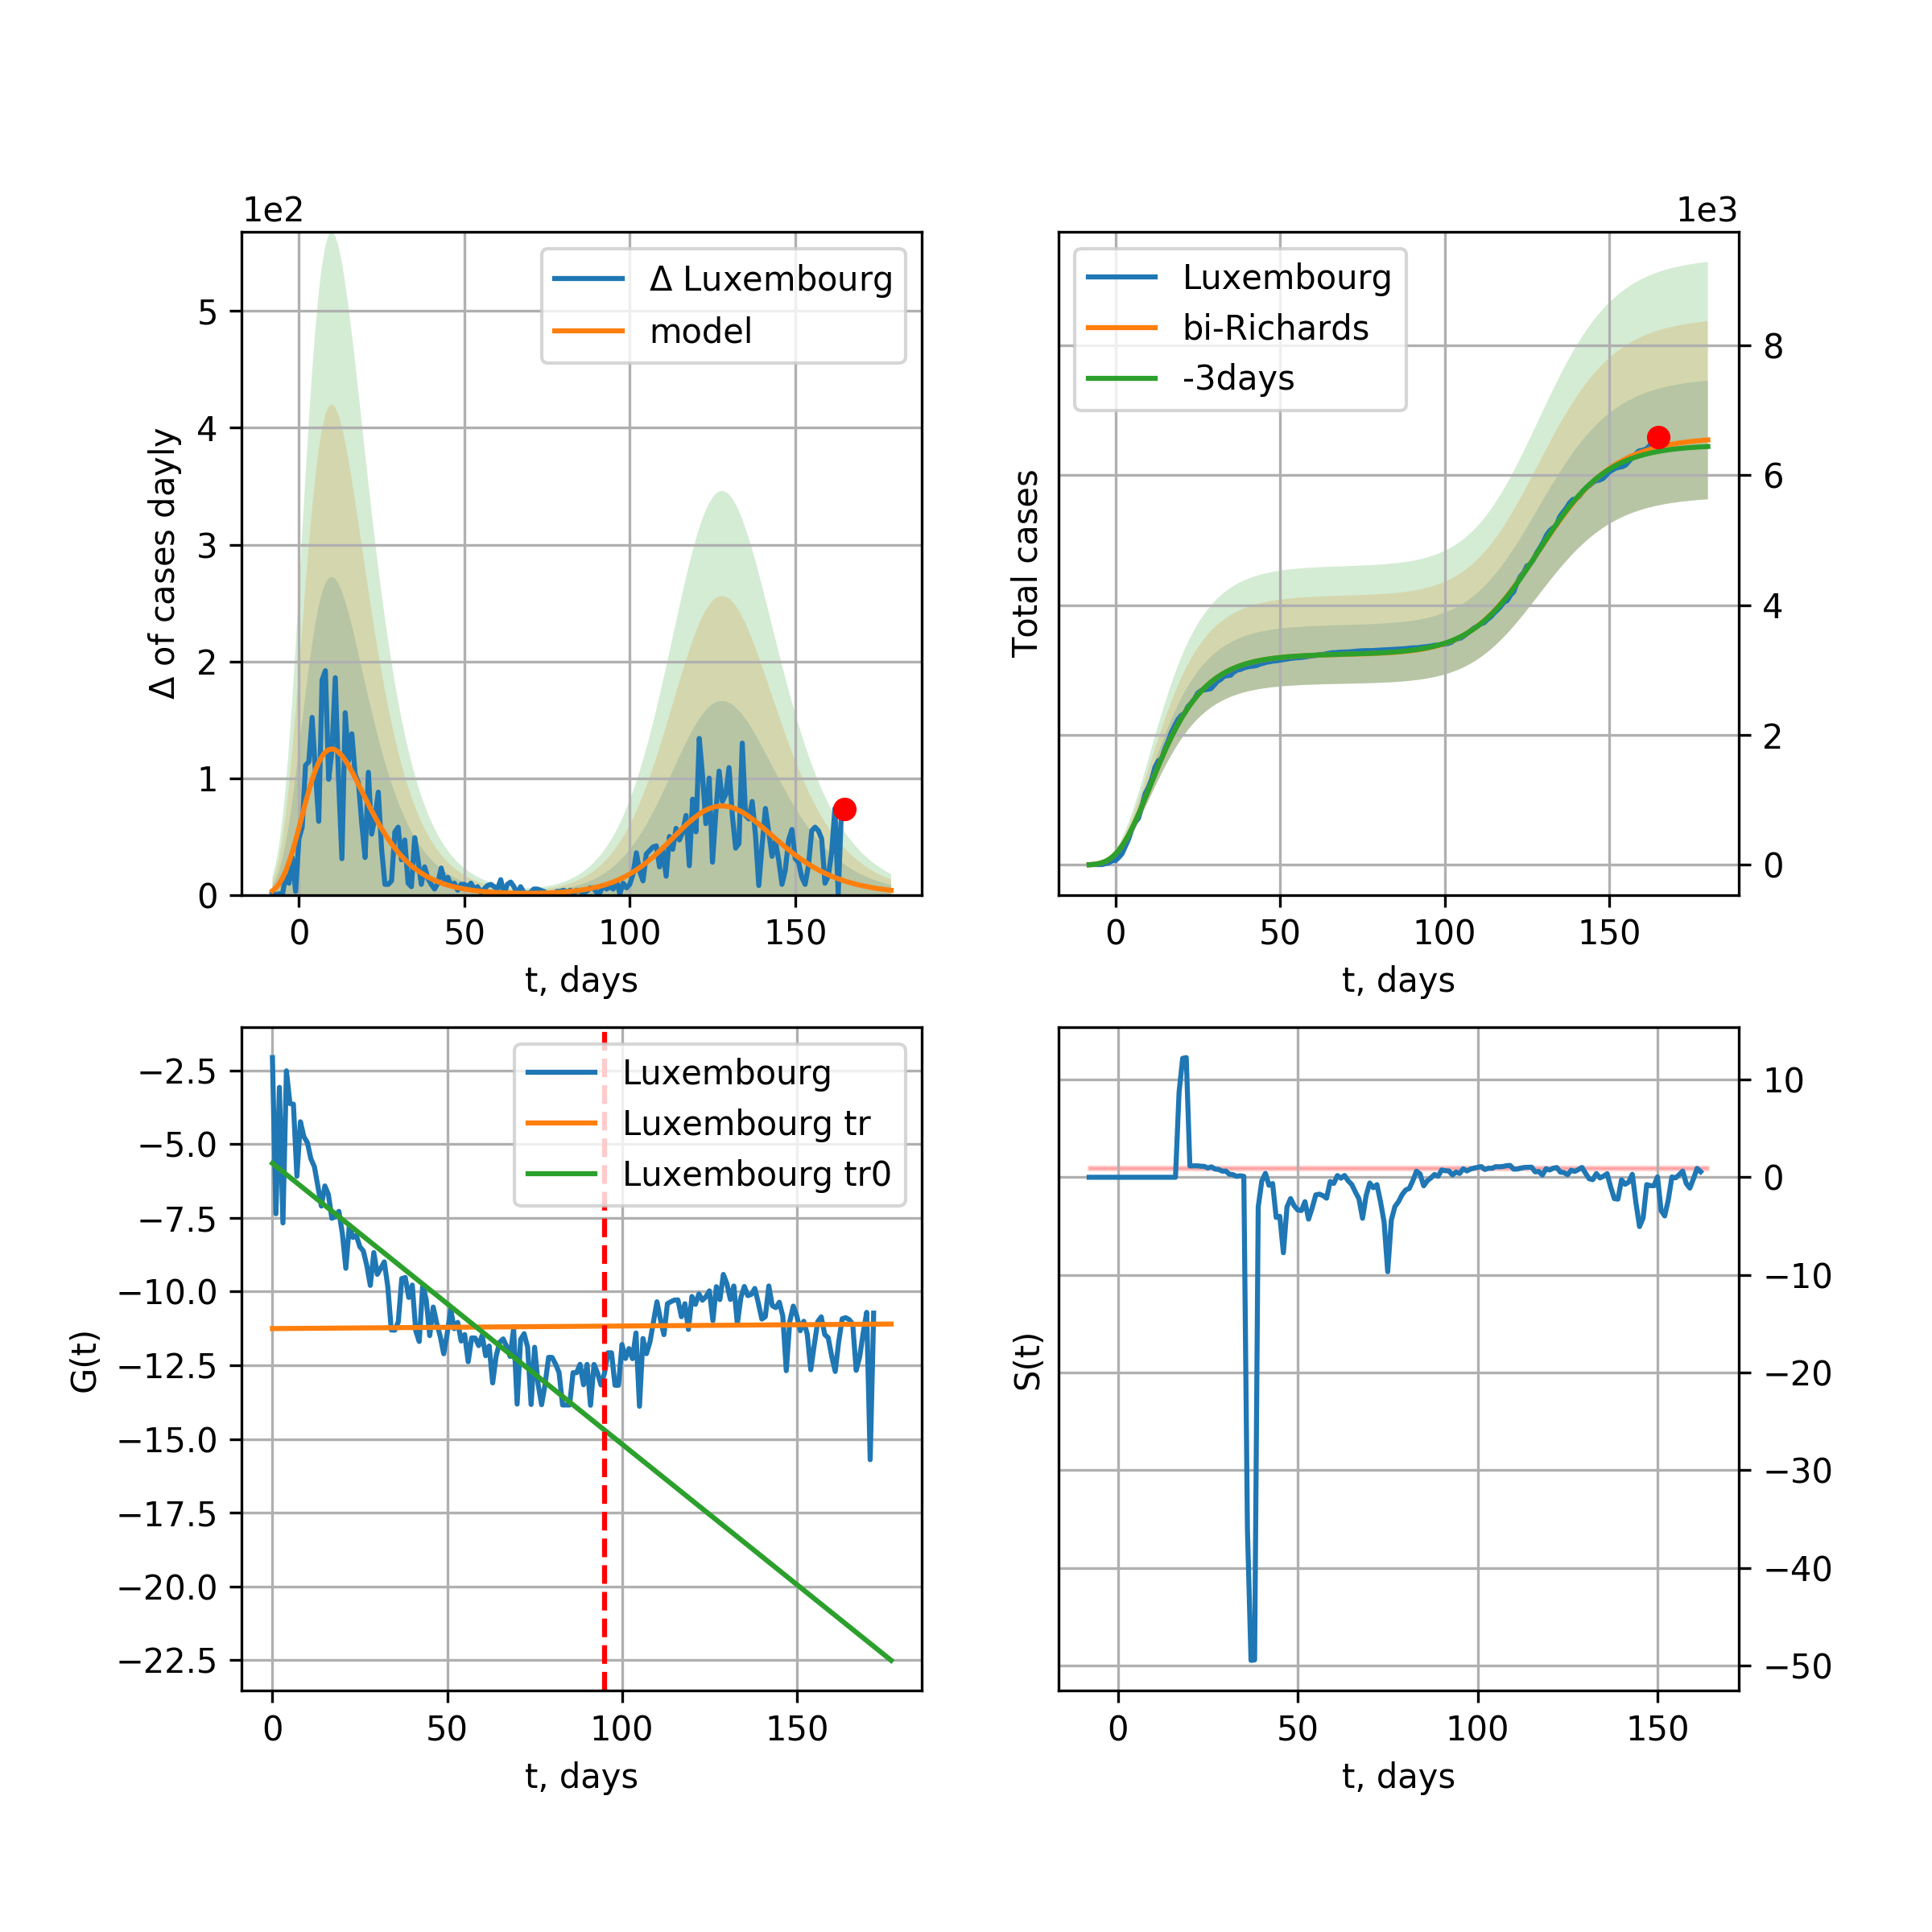 1e2
Δ of cases dayly
5
4
3
2
1
0
0 50 100 150
t, days
Δ Luxembourg
model
1e3
Total cases
Luxembourg
bi-Richards
-3days
8
6
4
2
0
0 50 100 150
t, days
G(t)
−2.5
−5.0
−7.5
−10.0
−12.5
−15.0
−17.5
−20.0
−22.5
Luxembourg
Luxembourg tr
Luxembourg tr0
0 50 100 150
t, days
S(t)
10
0
−10
−20
−30
−40
−50
0 50 100 150
t, days